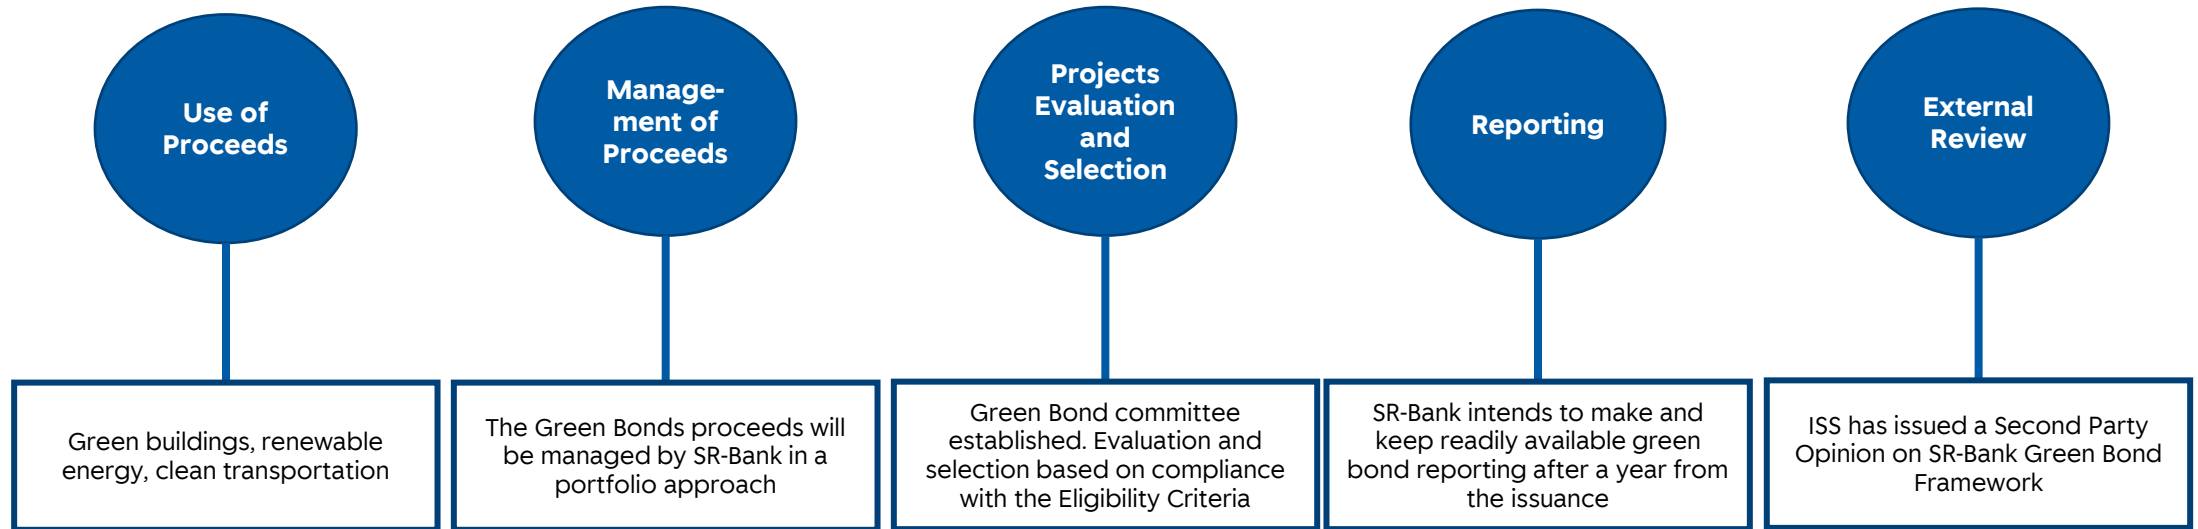 Use of
Proceeds
Manage-
ment of
Proceeds
Projects
Evaluation
and
Selection
Reporting
External
Review
Green buildings, renewable
energy, clean transportation
The Green Bonds proceeds will
be managed by SR-Bank in a
portfolio approach
Green Bond committee
established. Evaluation and
selection based on compliance
with the Eligibility Criteria
SR-Bank intends to make and
keep readily available green
bond reporting after a year from
the issuance
ISS has issued a Second Party
Opinion on SR-Bank Green Bond
Framework